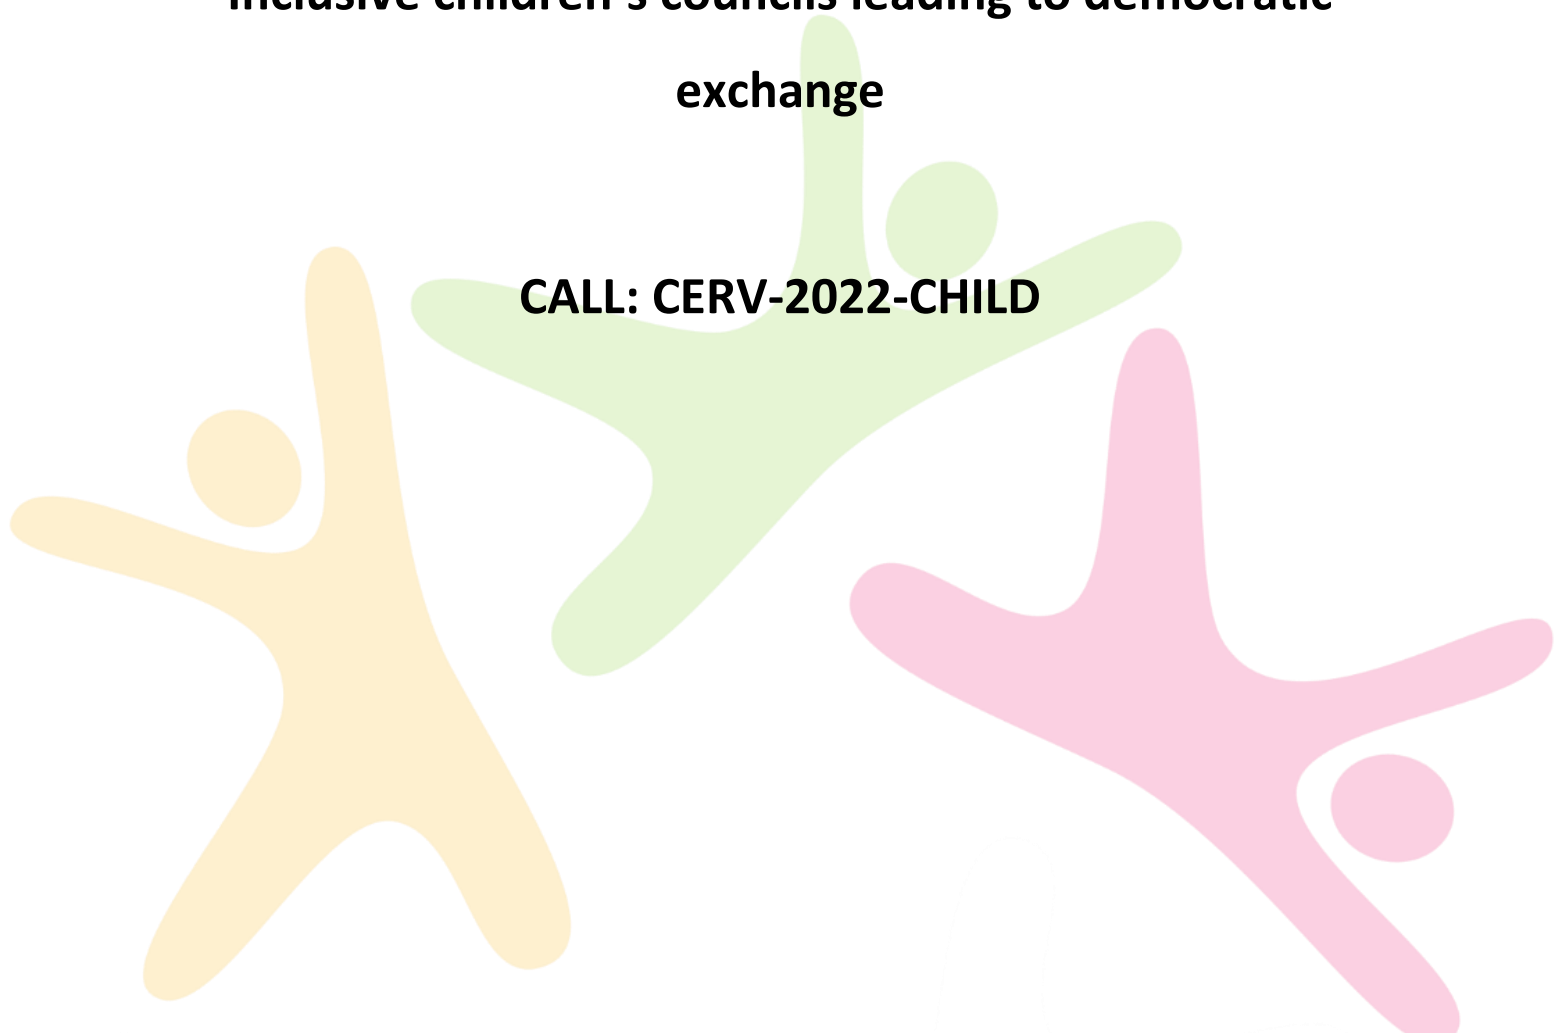 inclusive children's councils leading to democratic
exchange
CALL: CERV-2022-CHILD